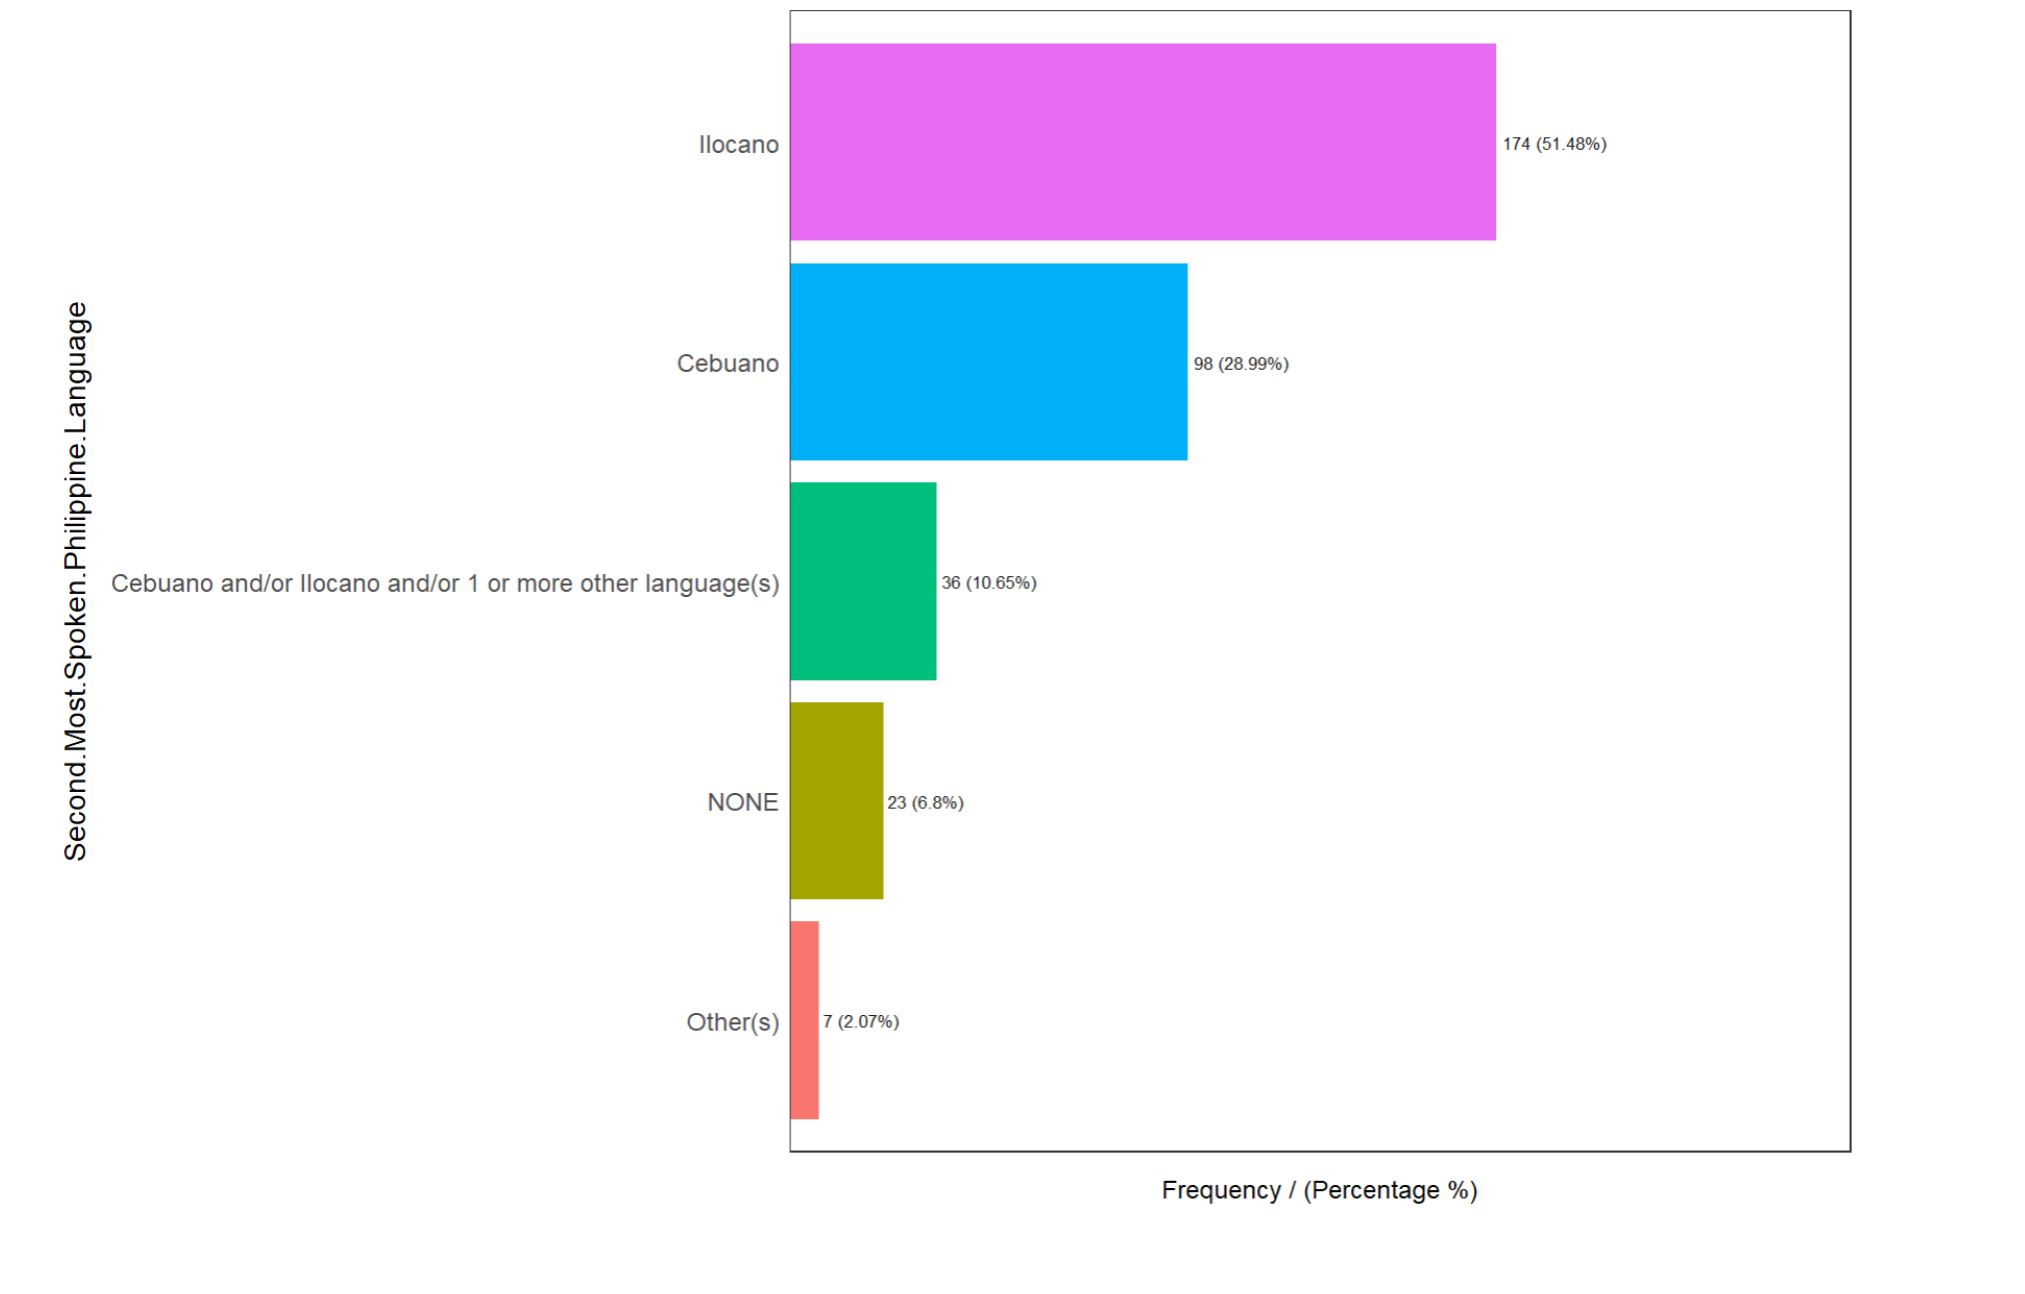 Second.Most.Spoken.Philippine.Language
Ilocano
174 (51.48%)
Cebuano
98 (28.99%)
Cebuano and/or Ilocano and/or 1 or more other language(s)
36 (10.65%)
NONE
23 (6.8%)
Other(s)
7 (2.07%)
Frequency / (Percentage %)